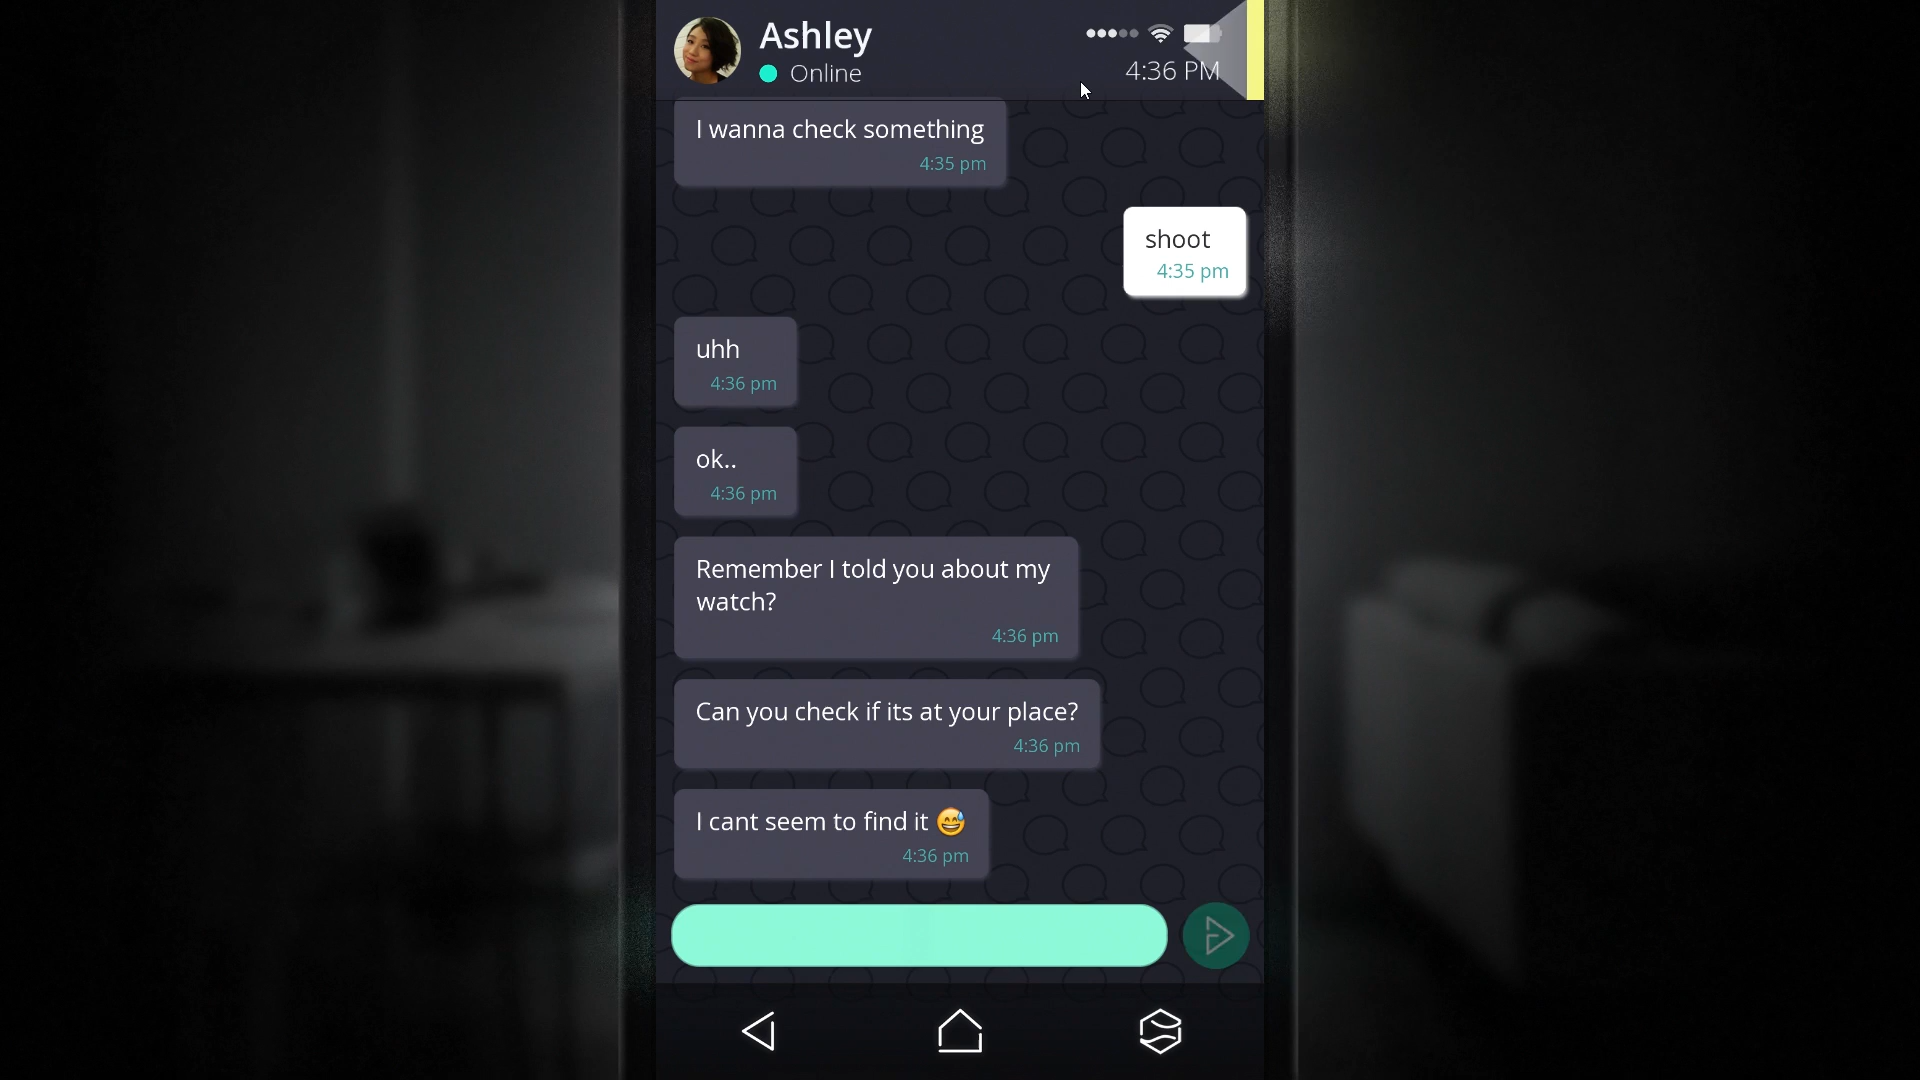 Ashley
Online
4:36 PM
I wanna check something
4:35 pm
shoot
4:35 pm
uhh
4:36 pm
ok..
4:36 pm
Remember I told you about my
watch?
4:36 pm
Can you check if its at your place?
4:36 pm
I cant seem to find it 😅
4:36 pm